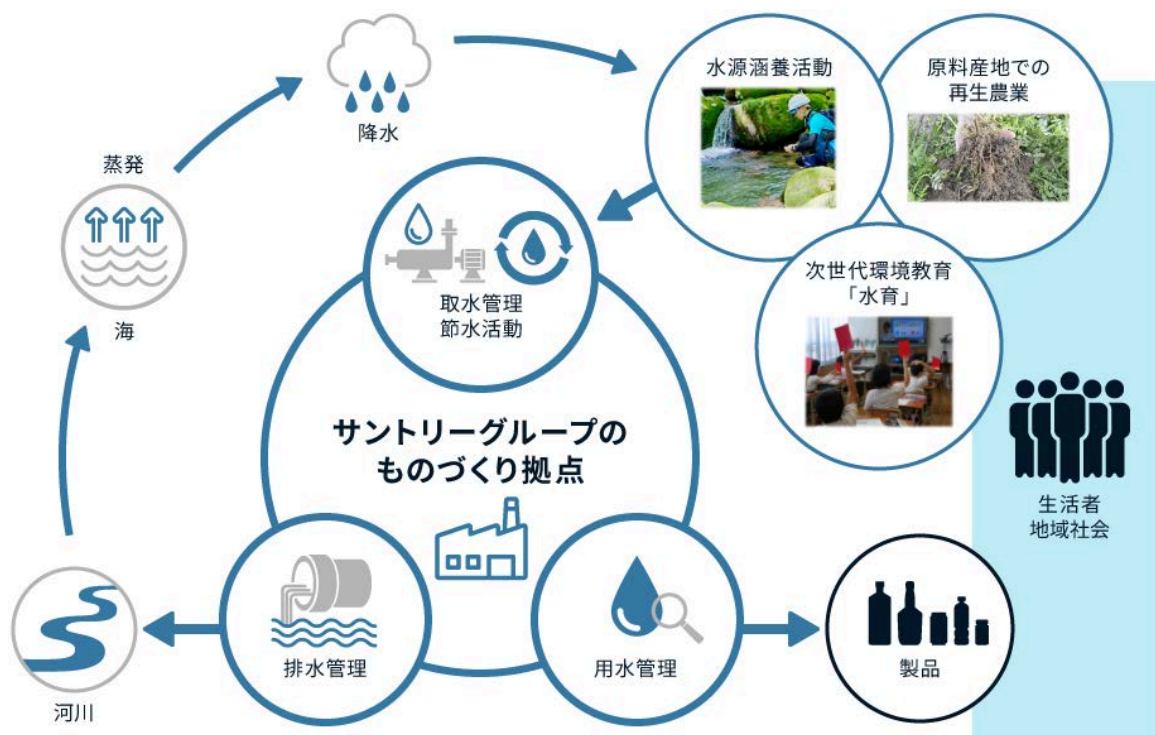 降水
水源涵養活動
原料産地での
再生農業
蒸発
海
取水管理
節水活動
次世代環境教育
「水育」
サントリーグループの
ものづくり拠点
生活者
地域社会
排水管理
用水管理
製品
河川